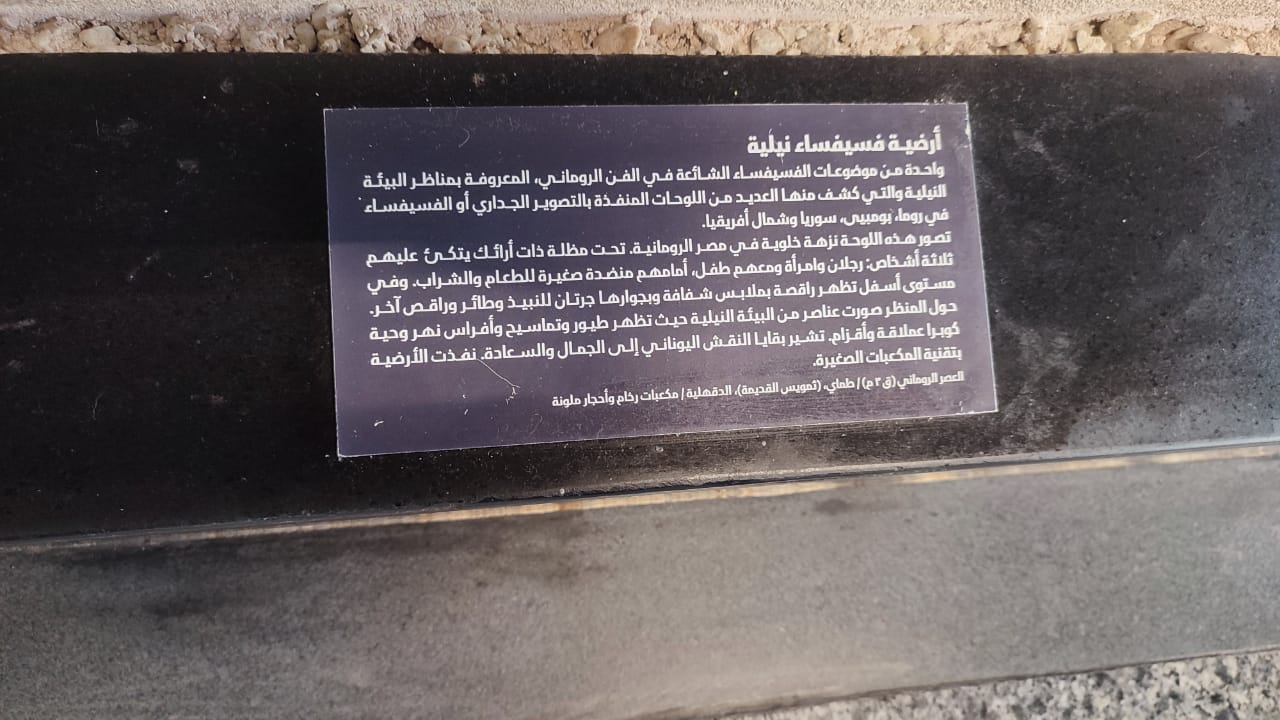 أرضية فسيفساء نيلية
واحدة من موضوعات الفسيفساء الشائعة في الفن الروماني، المعروفة بمناظر البيئة
النيلية والتي كشف منها العديد من اللوحات المنفذة بالتصوير الجداري أو الفسيفساء
في روما، بومبيى، سوريا وشمال أفريقيا.
تصور هذه اللوحة نزهة خلوية في مصر الرومانية. تحت مظلة ذات أرائك يتكئ عليهم
ثلاثة أشخاص: رجلان وامرأة ومعهم طفل، أمامهم منضدة صغيرة للطعام والشراب. وفي
مستوى أسفل تظهر راقصة بملابس شفافة وبجوارها جرتان للنبيذ وطائر وراقص آخر.
حول المنظر صورت عناصر من البيئة النيلية حيث تظهر طيور وتماسيح وأفراس نهر وحية
كوبرا عملاقة وأقزام. تشير بقايا النقش اليوناني إلى الجمال والسعادة. نفذت الأرضية
بتقنية المكعبات الصغيرة.
العصر الروماني (ق ٢ م) / طماي، (ثمويس القديمة)، الدقهلية / مكعبات رخام وأحجار ملونة